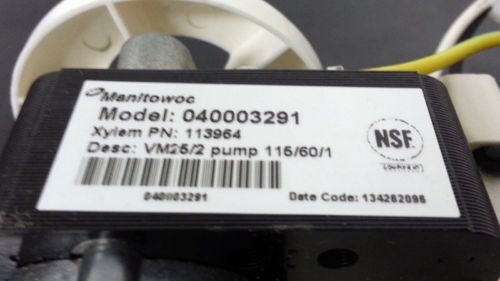 Manitowoc
Model: 040003291
Xylem PN: 113964
Desc: VM25/2 pump 115/60/1
NSF
040003291
Date Code: 134262096